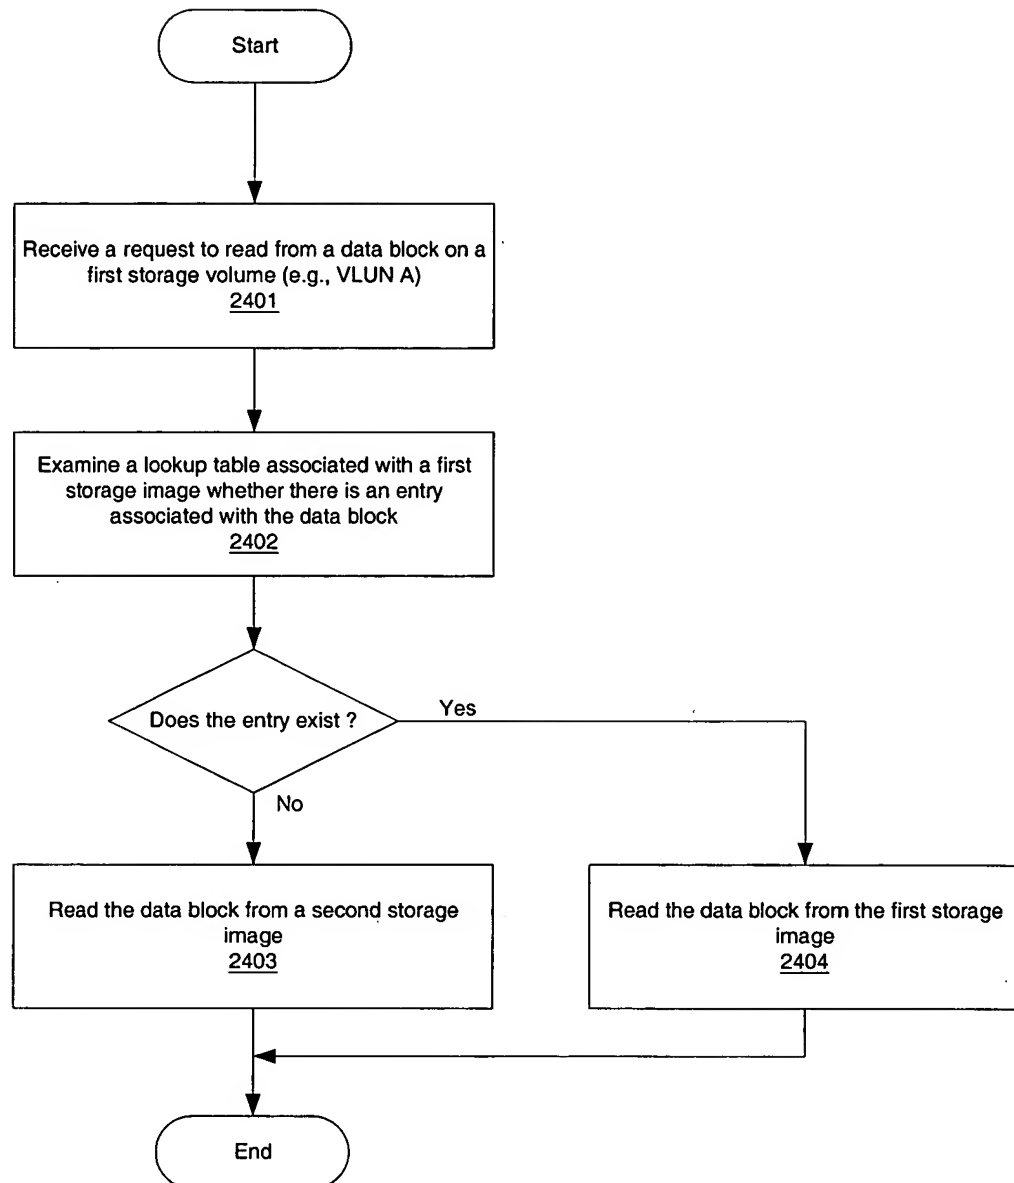 Start
Receive a request to read from a data block on a
first storage volume (e.g., VLUN A)
2401
Examine a lookup table associated with a first
storage image whether there is an entry
associated with the data block
2402
Does the entry exist ?
Yes
No
Read the data block from a second storage
image
2403
Read the data block from the first storage
image
2404
End